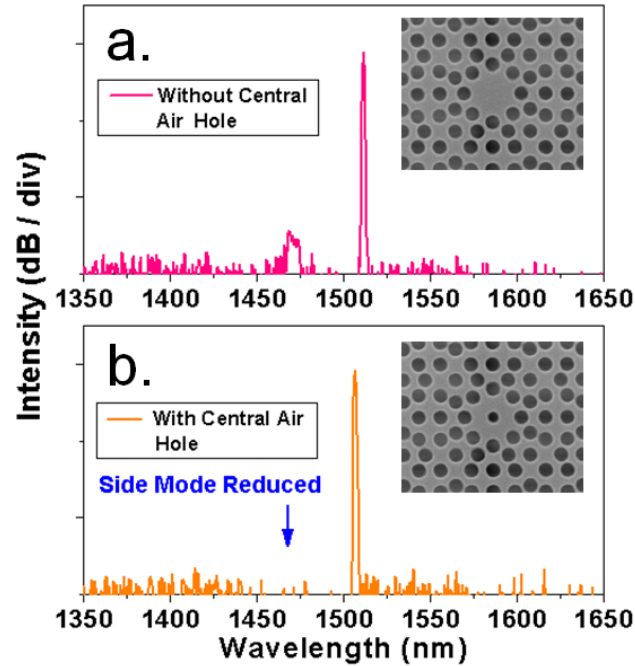 a.
Without Central
Air Hole
1350 1400 1450 1500 1550 1600 1650
Intensity (dB / div)
b.
With Central Air
Hole
Side Mode Reduced
1350 1400 1450 1500 1550 1600 1650
Wavelength (nm)